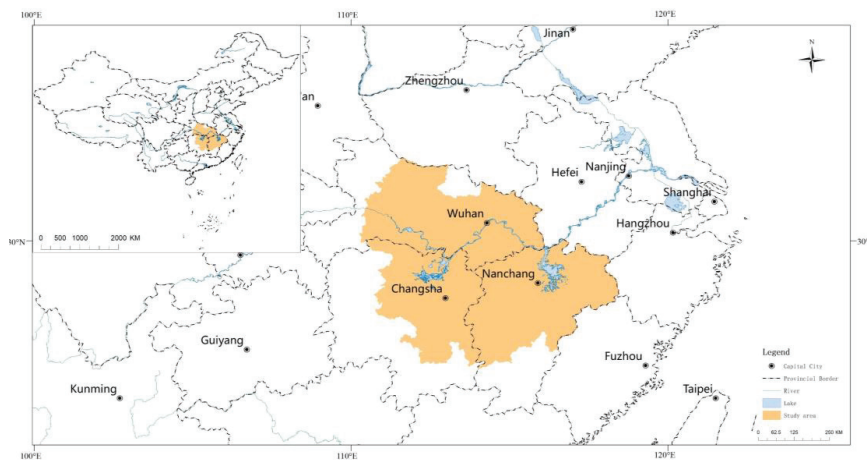 100°E 110°E 120°E
Jinan
N
Zhengzhou
an
Hefei
Nanjing
Shanghai
Wuhan
Hangzhou
0 500 1000 2000 KM
30°N
Nanchang
Changsha
Guiyang
Fuzhou
Kunming
Taipei
Legend
Capital City
Provincial Border
River
Lake
Study area
0 62.5 125 250 KM
100°E 110°E 120°E